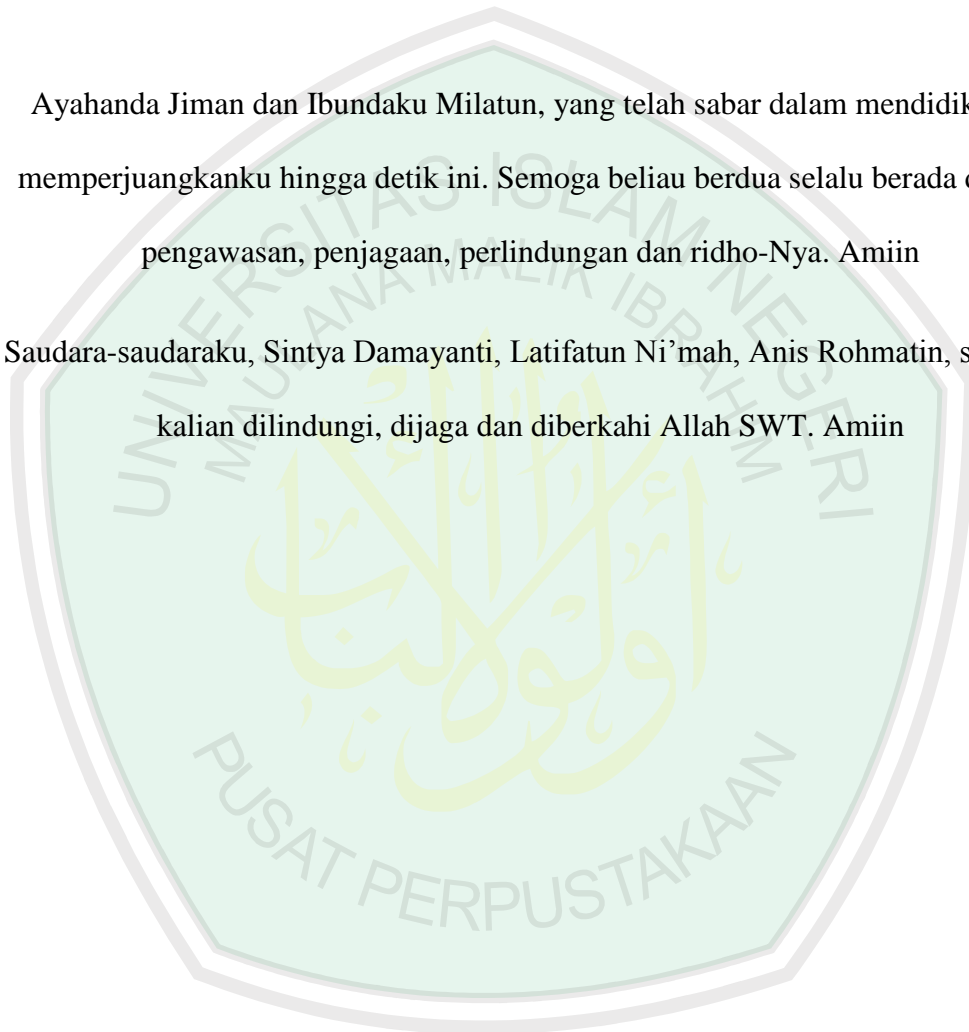 Ayahanda Jiman dan Ibundaku Milatun, yang telah sabar dalam mendidik
memperjuangkanku hingga detik ini. Semoga beliau berdua selalu berada
pengawasan, penjagaan, perlindungan dan ridho-Nya. Amiin
Saudara-saudaraku, Sintya Damayanti, Latifatun Ni’mah, Anis Rohmatin,
kalian dilindungi, dijaga dan diberkahi Allah SWT. Amiin
UNIVERSITAS ISLAM NEGERI
MAULANA MALIK IBRAHIM
PUSAT PERPUSTAKAAN